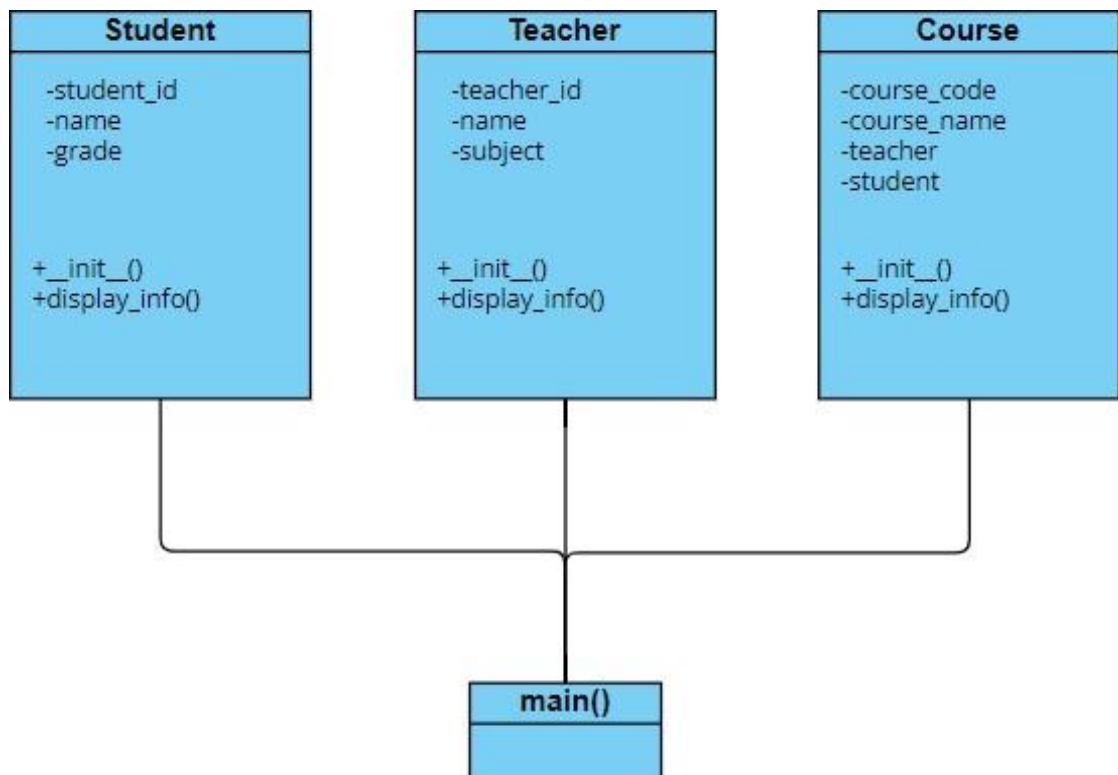 Student
-student_id
-name
-grade
+__init__()
+display_info()
Teacher
-teacher_id
-name
-subject
+__init__()
+display_info()
Course
-course_code
-course_name
-teacher
-student
+__init__()
+display_info()
main()